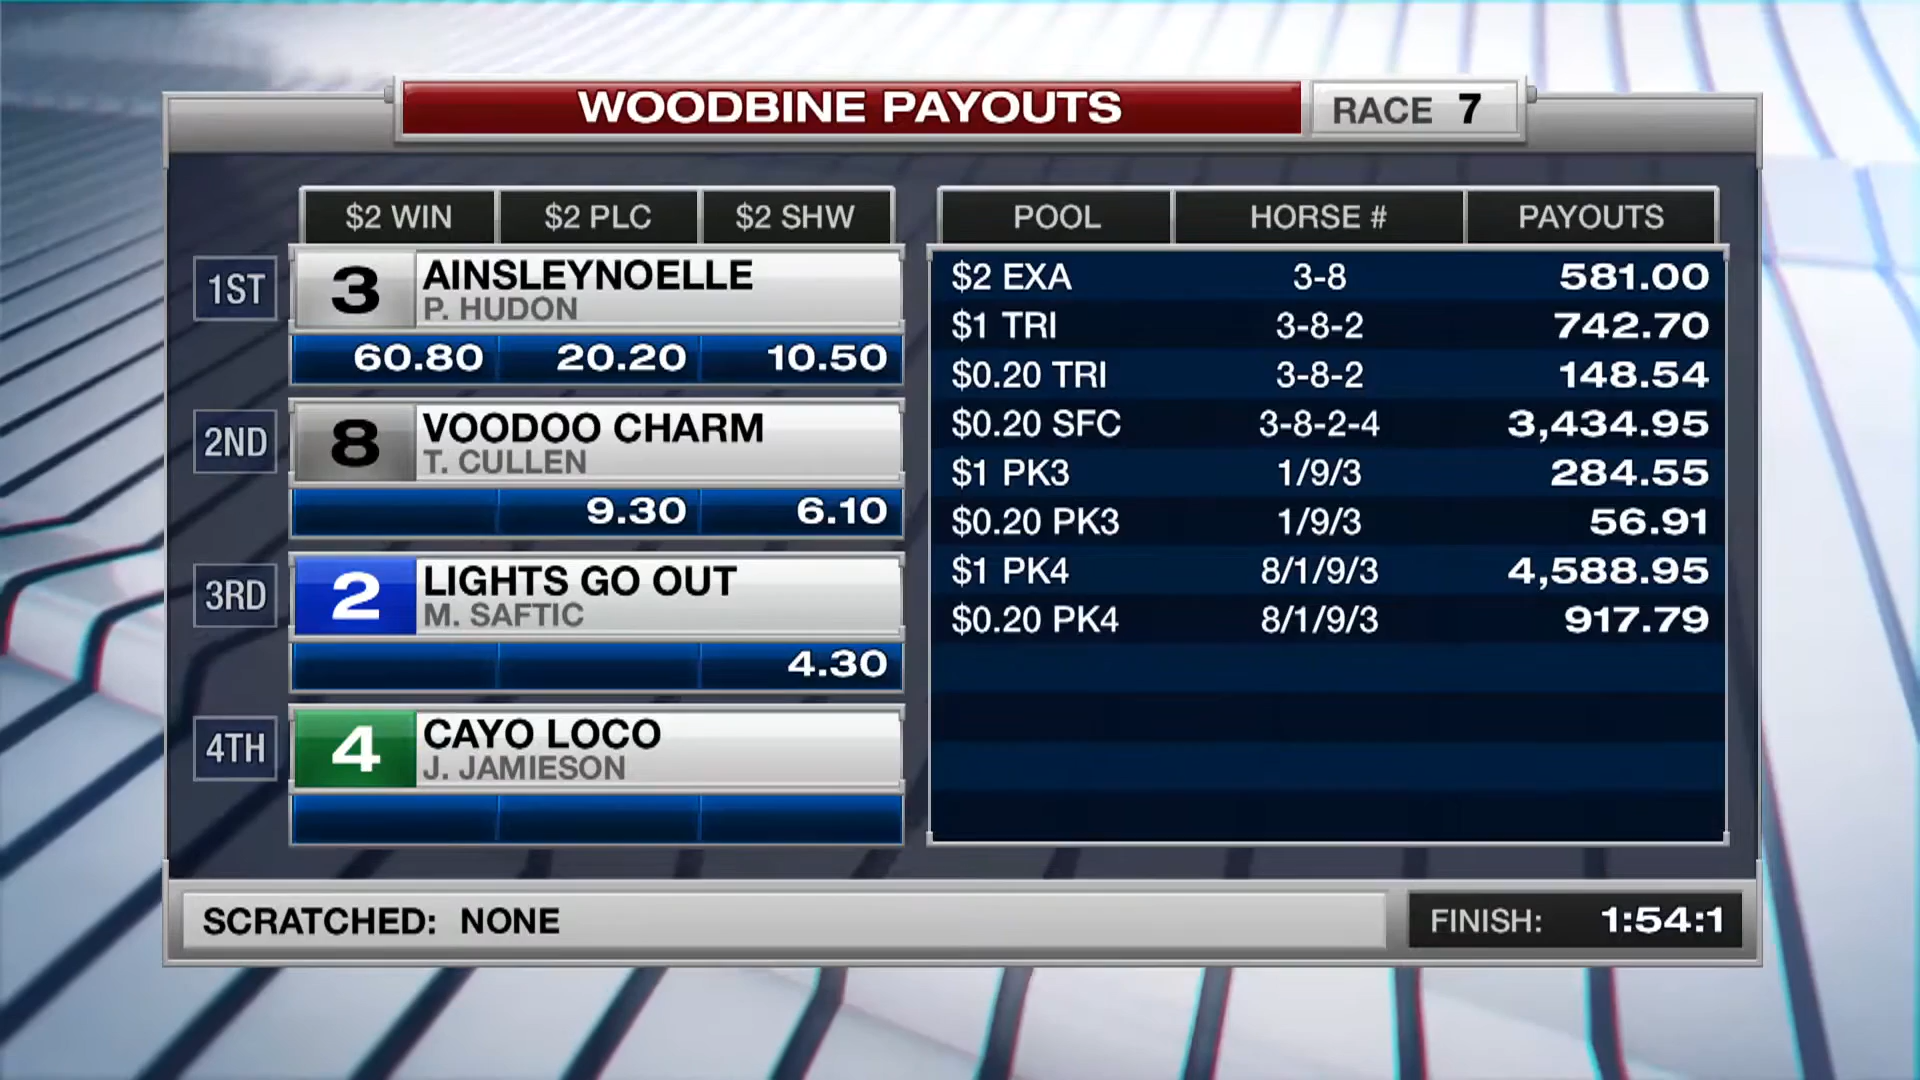 WOODBINE PAYOUTS RACE 7
$2 WIN $2 PLC $2 SHW
1ST 3 AINSLEYNOELLE
P. HUDON
60.80 20.20 10.50
2ND 8 VOODOO CHARM
T. CULLEN
9.30 6.10
3RD 2 LIGHTS GO OUT
M. SAFTIC
4.30
4TH 4 CAYO LOCO
J. JAMIESON
POOL HORSE # PAYOUTS
$2 EXA 3-8 581.00
$1 TRI 3-8-2 742.70
$0.20 TRI 3-8-2 148.54
$0.20 SFC 3-8-2-4 3,434.95
$1 PK3 1/9/3 284.55
$0.20 PK3 1/9/3 56.91
$1 PK4 8/1/9/3 4,588.95
$0.20 PK4 8/1/9/3 917.79
SCRATCHED: NONE
FINISH: 1:54:1